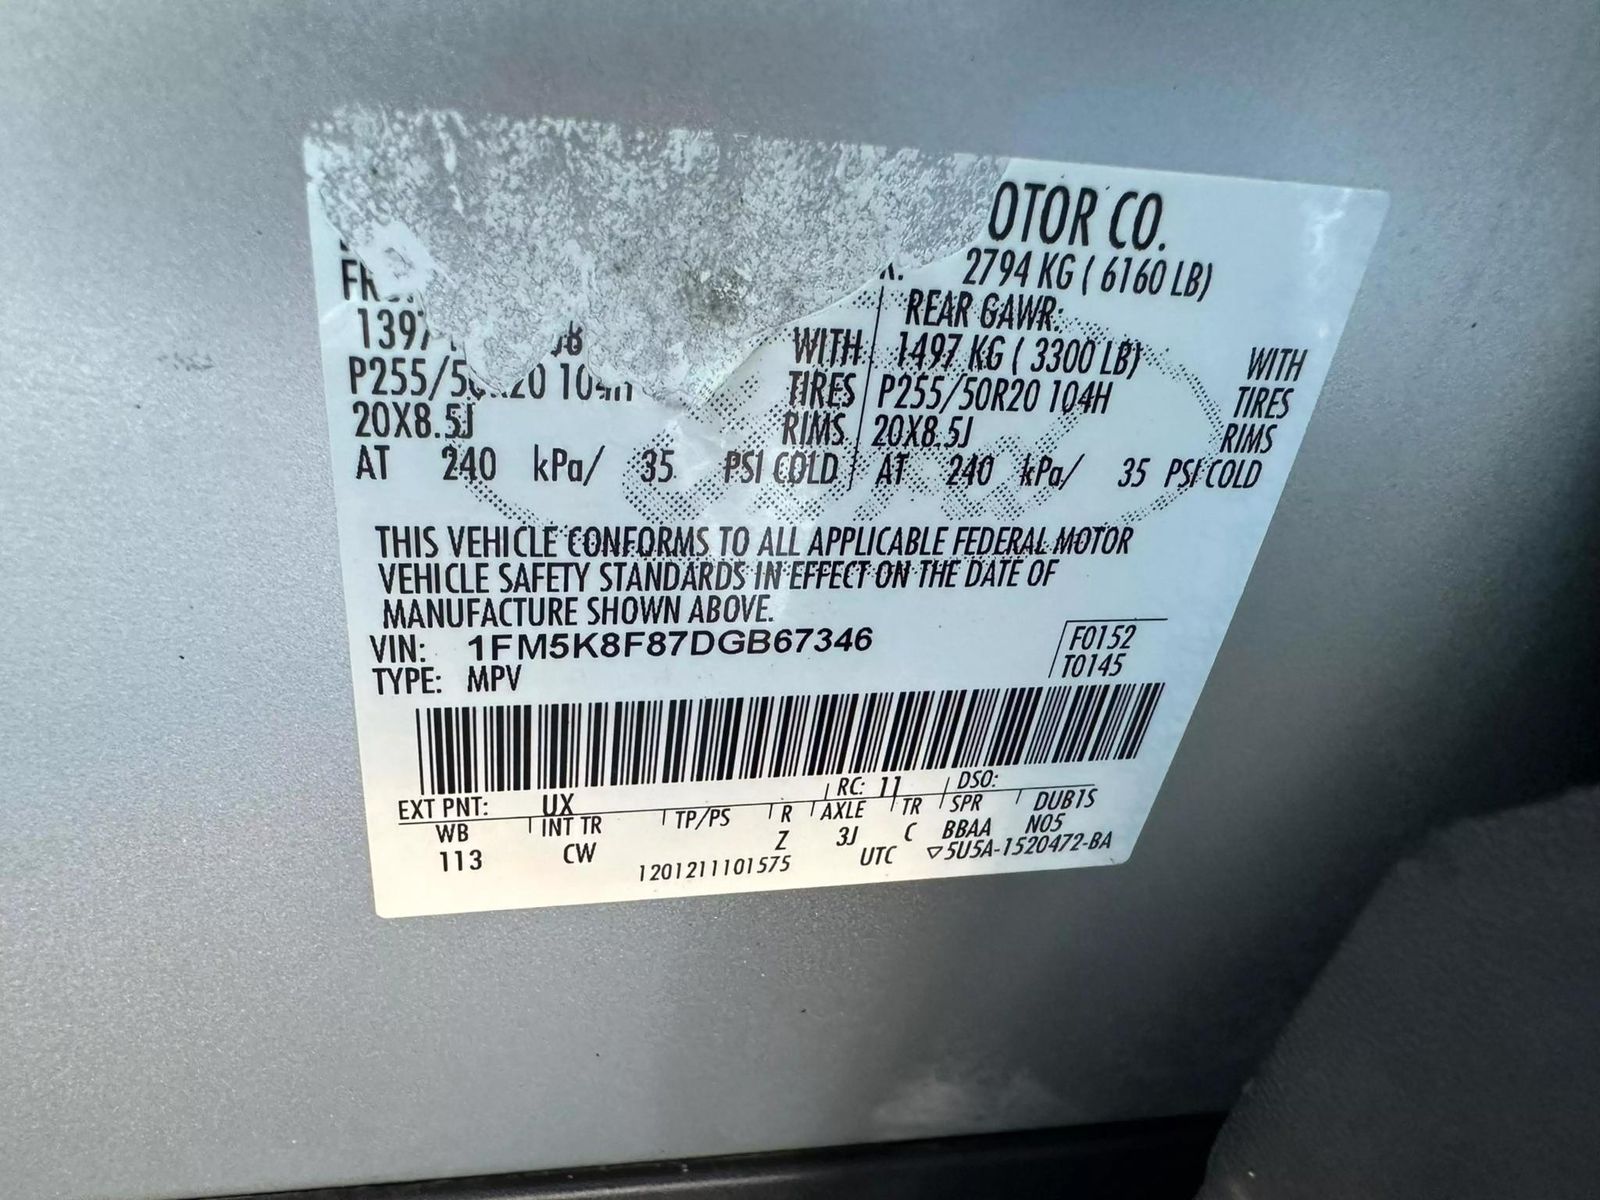 OTOR CO.
2794 KG ( 6160 LB)
REAR GAWR:
WITH 1497 KG ( 3300 LB) WITH
TIRES P255/50R20 104H TIRES
20X8.5J RIMS 20X8.5J RIMS
AT 240 kPa/ 35 PSI COLD AT 240 kPa/ 35 PSI COLD
THIS VEHICLE CONFORMS TO ALL APPLICABLE FEDERAL MOTOR
VEHICLE SAFETY STANDARDS IN EFFECT ON THE DATE OF
MANUFACTURE SHOWN ABOVE.
VIN: 1FM5K8F87DGB67346 F0152
TYPE: MPV T0145
RC: 11 DSO:
EXT PNT: UX
WB INT TR TP/PS R AXLE TR SPR DUB1S
113 CW Z 3J C BBAA N05
1201211101575 UTC ▽5U5A-1520472-BA